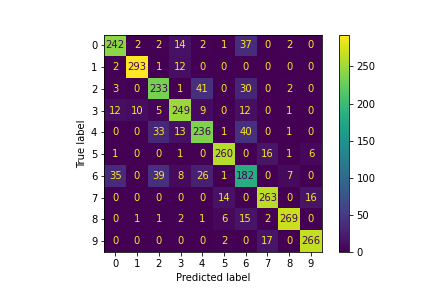 0 242 2 2 14 2 1 37 0 2 0
1 2 293 1 12 0 0 0 0 0 0
2 3 0 233 1 41 0 30 0 2 0
3 12 10 5 249 9 0 12 0 1 0
4 0 0 33 13 236 1 40 0 1 0
5 1 0 0 1 0 260 0 16 1 6
6 35 0 39 8 26 1 182 0 7 0
7 0 0 0 0 0 14 0 263 0 16
8 0 1 1 2 1 6 15 2 269 0
9 0 0 0 0 0 2 0 17 0 266
0 1 2 3 4 5 6 7 8 9
Predicted label
True label
250
200
150
100
50
0